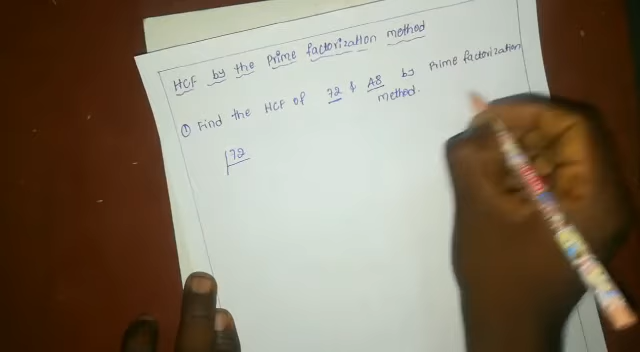 HCF by the Prime factorization method
① Find the HCF of 72 & 48 by Prime factorization
method.
72